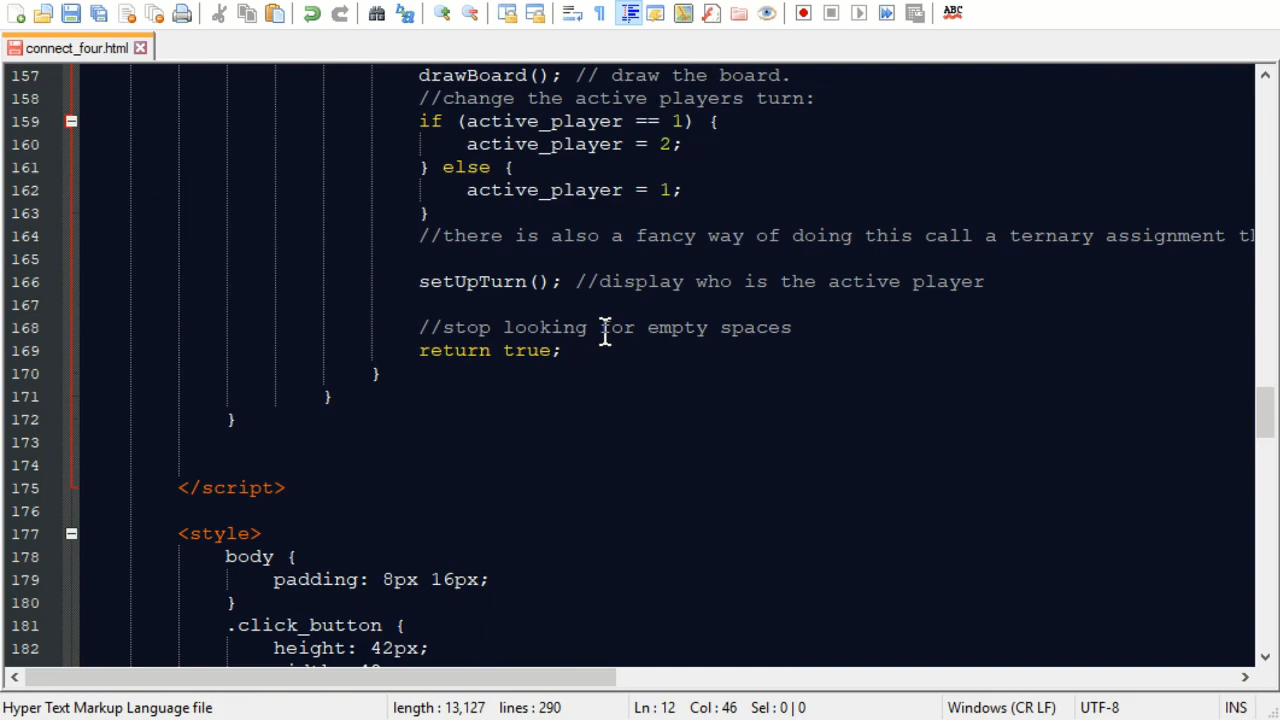 ABC
connect_four.html
157 drawBoard(); // draw the board.
158 //change the active players turn:
159 if (active_player == 1) {
160 active_player = 2;
161 } else {
162 active_player = 1;
163 }
164 //there is also a fancy way of doing this call a ternary assignment
165
166 setUpTurn(); //display who is the active player
167
168 //stop looking for empty spaces
169 return true;
170 }
171 }
172 }
173
174
175 </script>
176
177 <style>
178 body {
179 padding: 8px 16px;
180 }
181 .click_button {
182 height: 42px;
Hyper Text Markup Language file length : 13,127 lines : 290 Ln : 12 Col : 46 Sel : 0 | 0 Windows (CR LF) UTF-8 INS